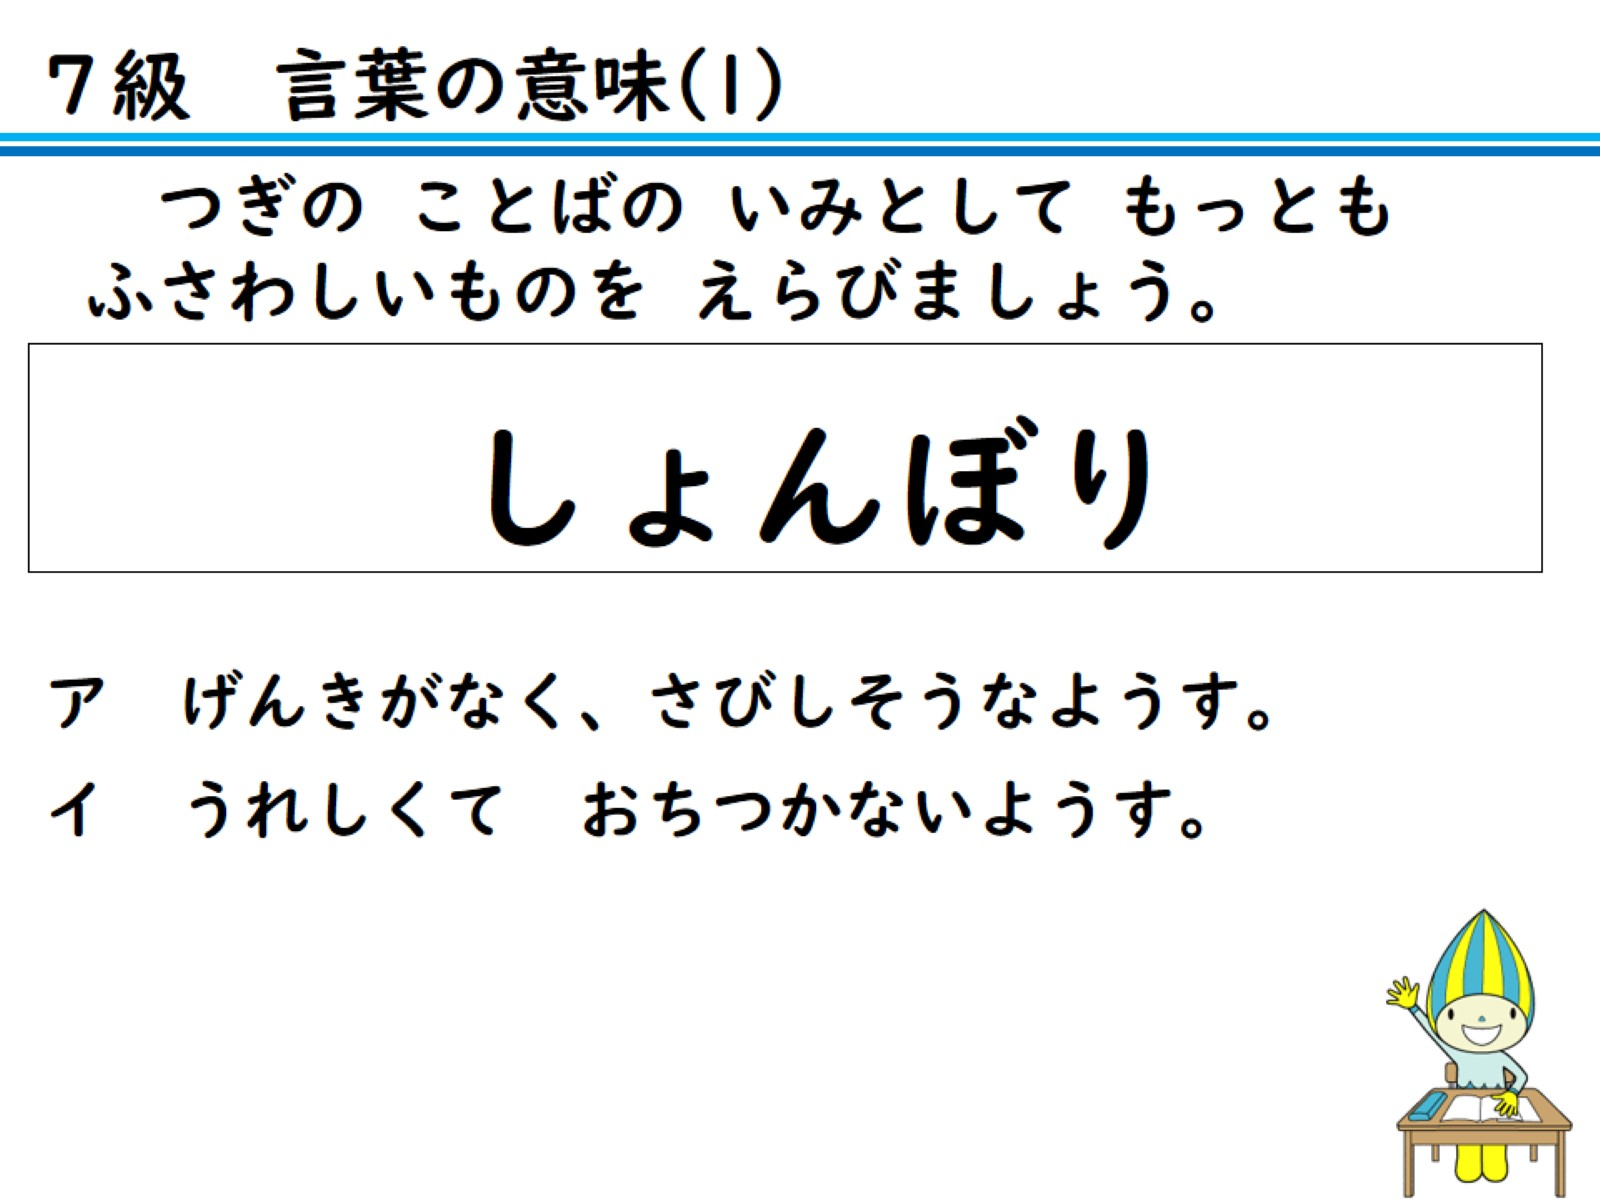 ７級　言葉の意味(1)
つぎの ことばの いみとして もっとも
ふさわしいものを えらびましょう。
しょんぼり
ア　げんきがなく、さびしそうなようす。
イ　うれしくて　おちつかないようす。